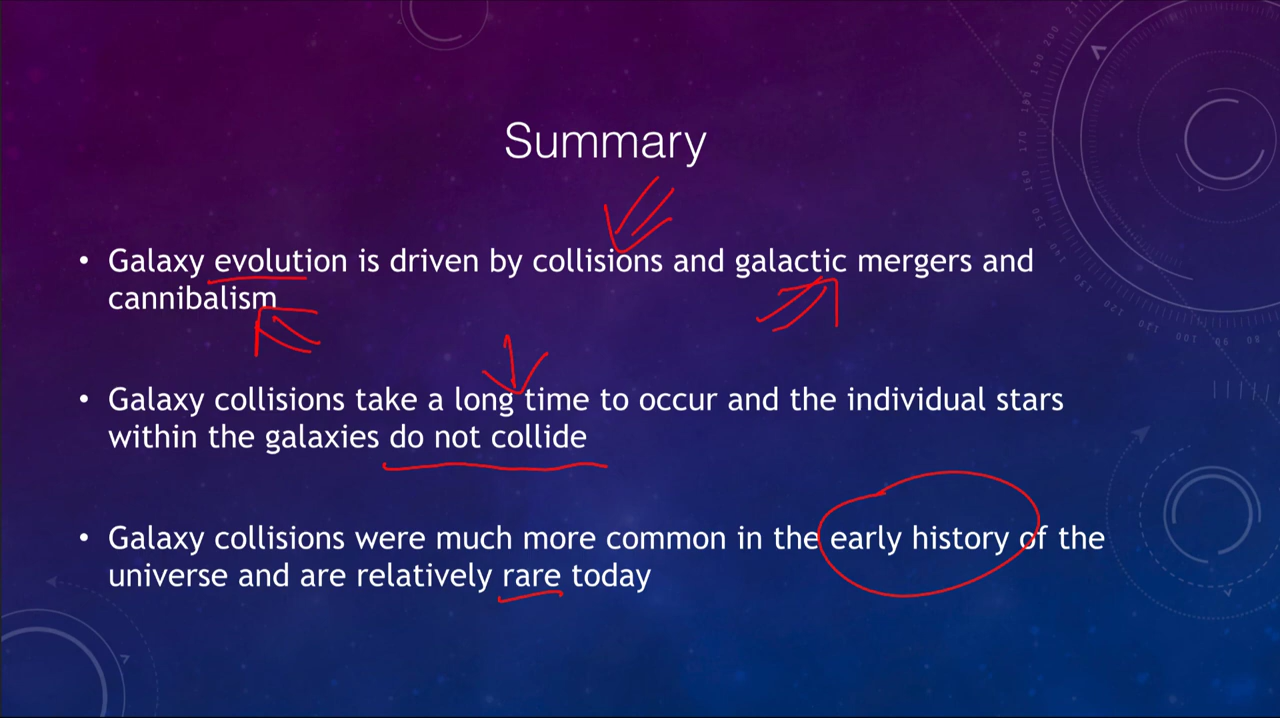 Summary
• Galaxy evolution is driven by collisions and galactic mergers and
cannibalism
• Galaxy collisions take a long time to occur and the individual stars
within the galaxies do not collide
• Galaxy collisions were much more common in the early history of the
universe and are relatively rare today